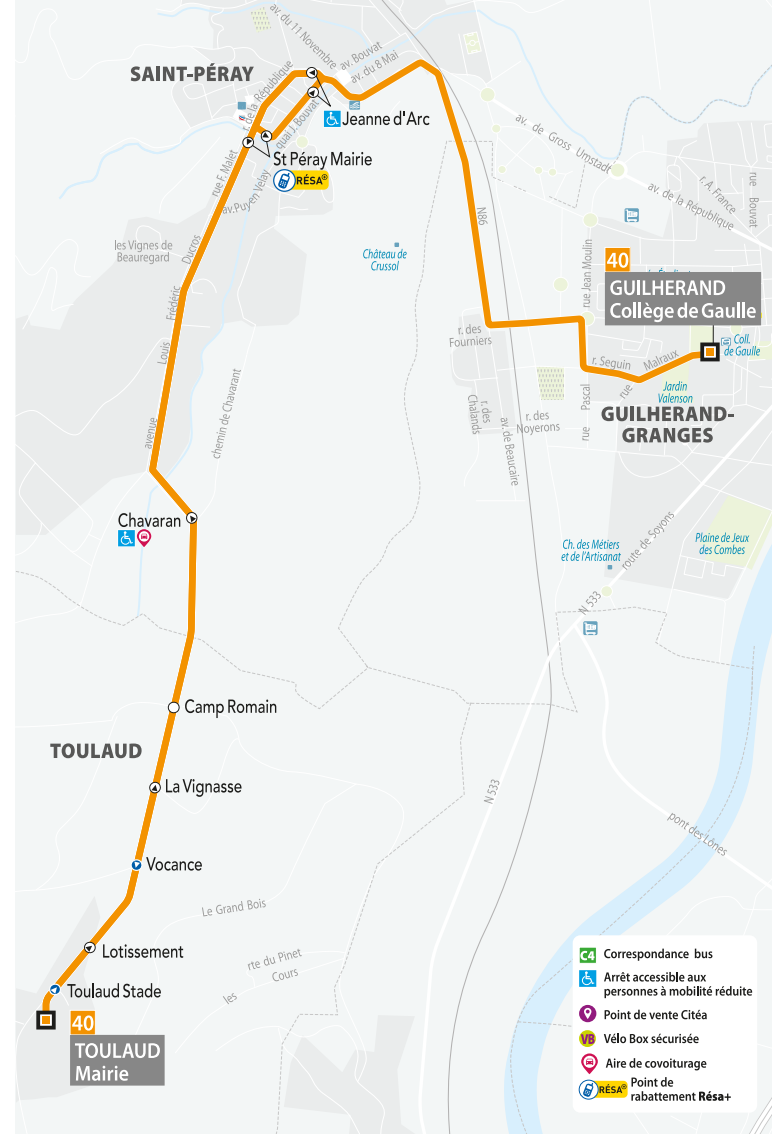 av. du 11 Novembre
av. Bouvat
av. du 8 Mai
SAINT-PÉRAY
r. de la République
quai J. Bouvat
Jeanne d'Arc
St Péray Mairie
RÉSA®
rue F. Malet
av.Puy en Velay
av. de Gross Umstadt
av. de la République
r. A. France
rue Bouvat
les Vignes de
Beauregard
Château de
Crussol
N86
rue Jean Moulin
40
GUILHERAND
Collège de Gaulle
Coll.
de Gaulle
avenue Louis Frédéric Ducros
r. des
Fourniers
r. Seguin
rue Malraux
Jardin
Valenson
chemin de Chavarant
r. des
Chalands
av. de Beaucaire
r. des
Noyerons
rue Pascal
GUILHERAND-
GRANGES
Chavaran
Ch. des Métiers
et de l'Artisanat
route de Soyons
Plaine de Jeux
des Combes
N 533
Camp Romain
TOULAUD
La Vignasse
N 533
pont des Lônes
Vocance
Le Grand Bois
Lotissement
rte du Pinet
les Cours
Toulaud Stade
40
TOULAUD
Mairie
C4 Correspondance bus
Arrêt accessible aux
personnes à mobilité réduite
Point de vente Citéa
VB Vélo Box sécurisée
Aire de covoiturage
RÉSA® Point de
rabattement Résa+